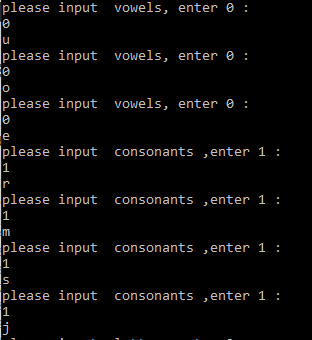 please input  vowels, enter 0 :
0
u
please input  vowels, enter 0 :
0
o
please input  vowels, enter 0 :
0
e
please input  consonants ,enter 1 :
1
r
please input  consonants ,enter 1 :
1
m
please input  consonants ,enter 1 :
1
s
please input  consonants ,enter 1 :
1
j